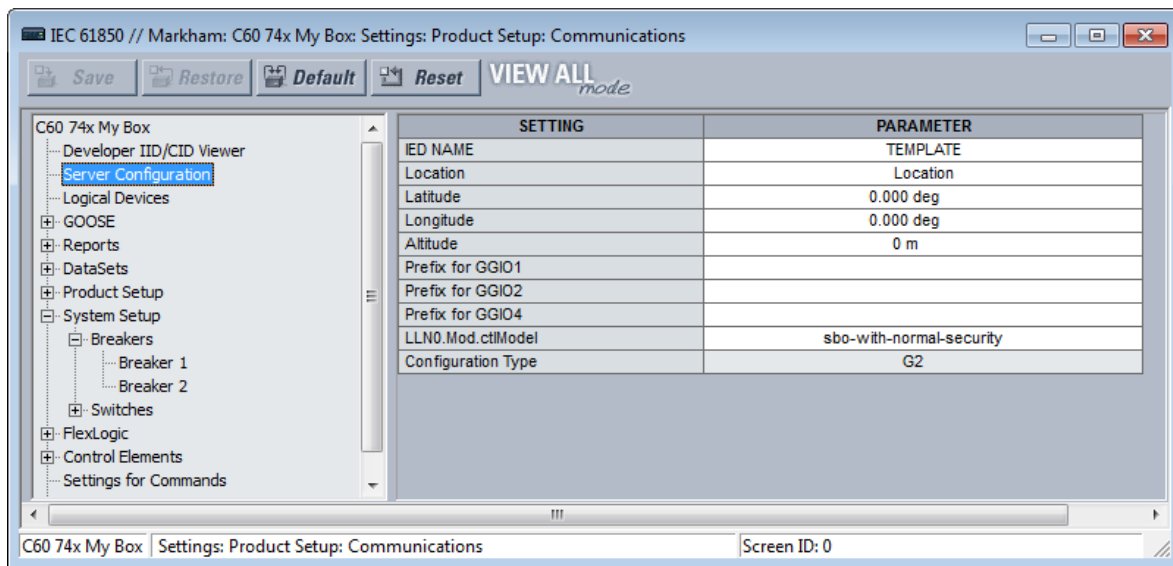 IEC 61850 // Markham: C60 74x My Box: Settings: Product Setup: Communications
Save Restore Default Reset VIEW ALL mode
C60 74x My Box
Developer IID/CID Viewer
Server Configuration
Logical Devices
GOOSE
Reports
DataSets
Product Setup
System Setup
Breakers
Breaker 1
Breaker 2
Switches
FlexLogic
Control Elements
Settings for Commands
SETTING PARAMETER
IED NAME TEMPLATE
Location Location
Latitude 0.000 deg
Longitude 0.000 deg
Altitude 0 m
Prefix for GGIO1
Prefix for GGIO2
Prefix for GGIO4
LLN0.Mod.ctlModel sbo-with-normal-security
Configuration Type G2
C60 74x My Box Settings: Product Setup: Communications Screen ID: 0